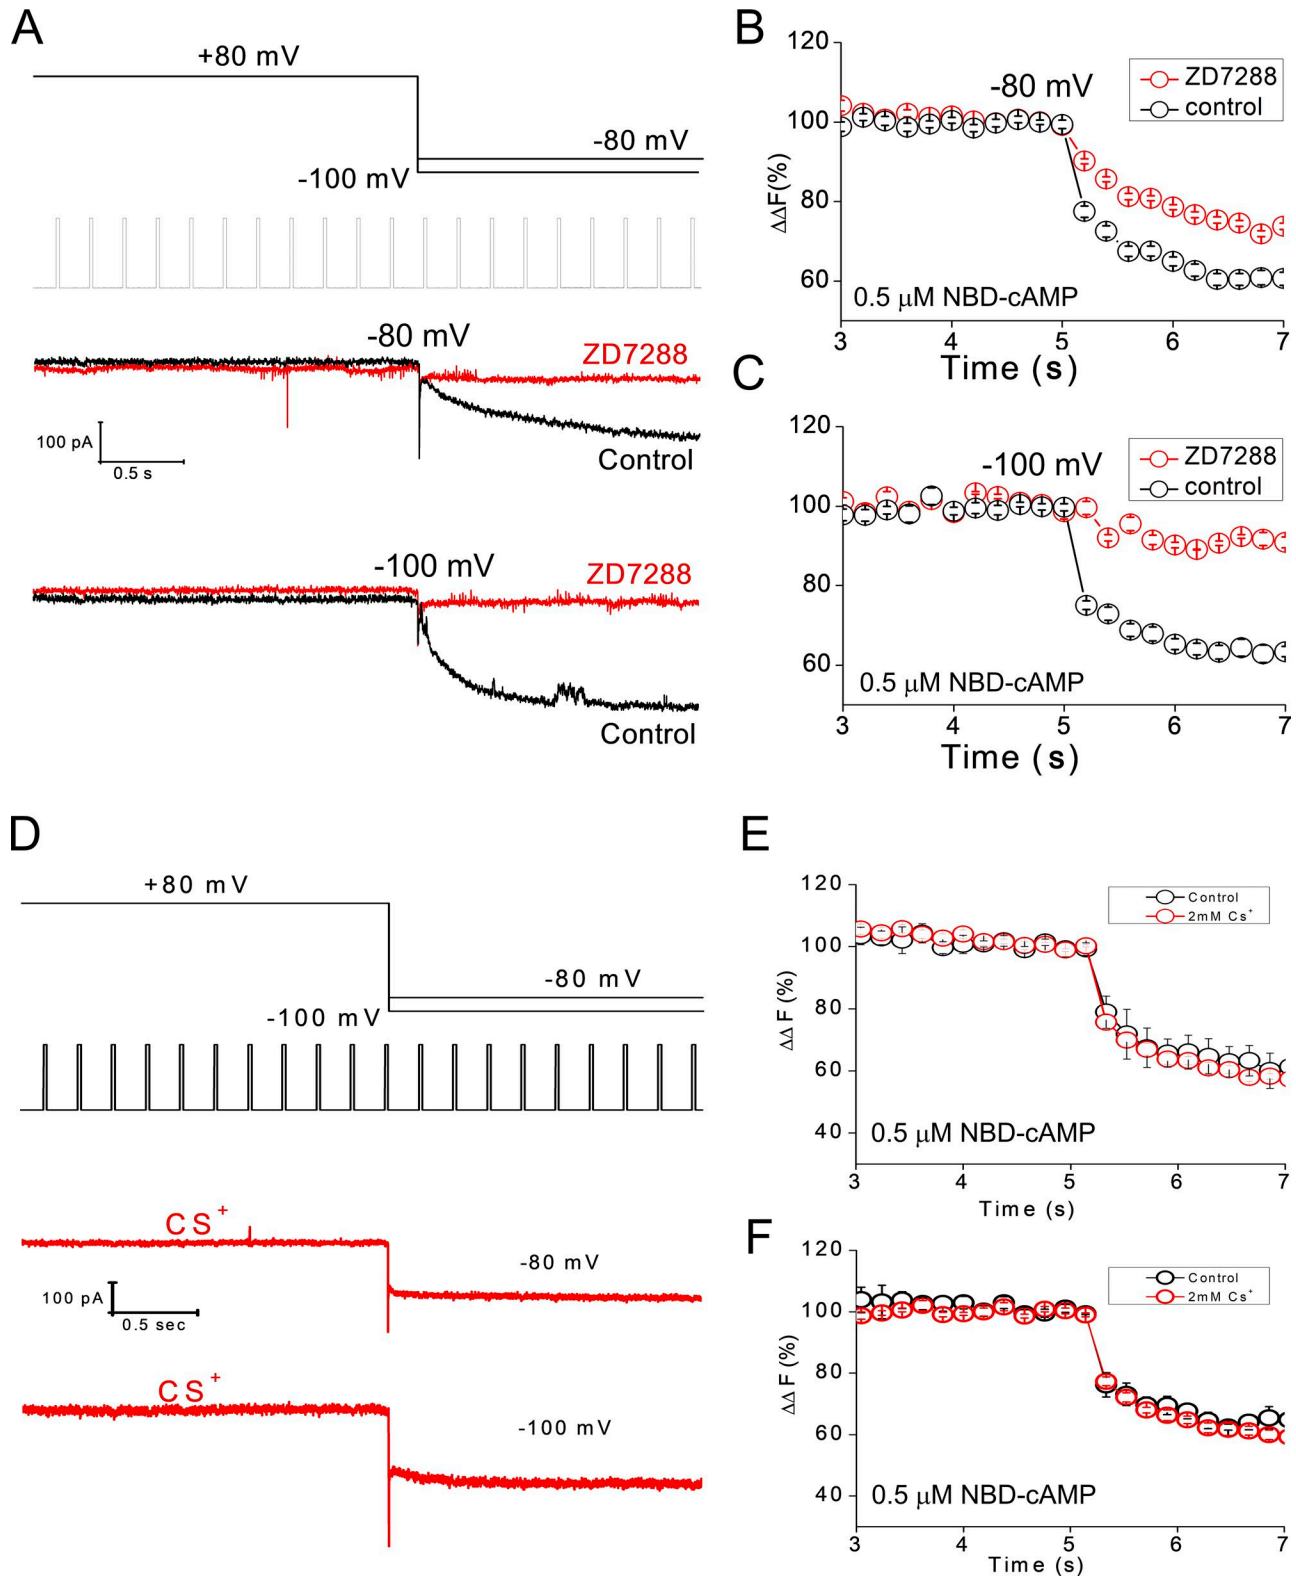 A
+80 mV
-80 mV
-100 mV
-80 mV
ZD7288
100 pA
0.5 s
Control
-100 mV
ZD7288
Control
B
120
100
80
60
ΔΔF(%)
-80 mV
ZD7288
control
0.5 μM NBD-cAMP
3 4 5 6 7
Time (s)
C
120
100
80
60
-100 mV
ZD7288
control
0.5 μM NBD-cAMP
3 4 5 6 7
Time (s)
D
+80 mV
-80 mV
-100 mV
CS+
-80 mV
100 pA
0.5 sec
CS+
-100 mV
E
120
100
80
60
40
ΔΔ F (%)
Control
2mM Cs+
0.5 μM NBD-cAMP
3 4 5 6 7
Time (s)
F
120
100
80
60
40
ΔΔ F (%)
Control
2mM Cs+
0.5 μM NBD-cAMP
3 4 5 6 7
Time (s)